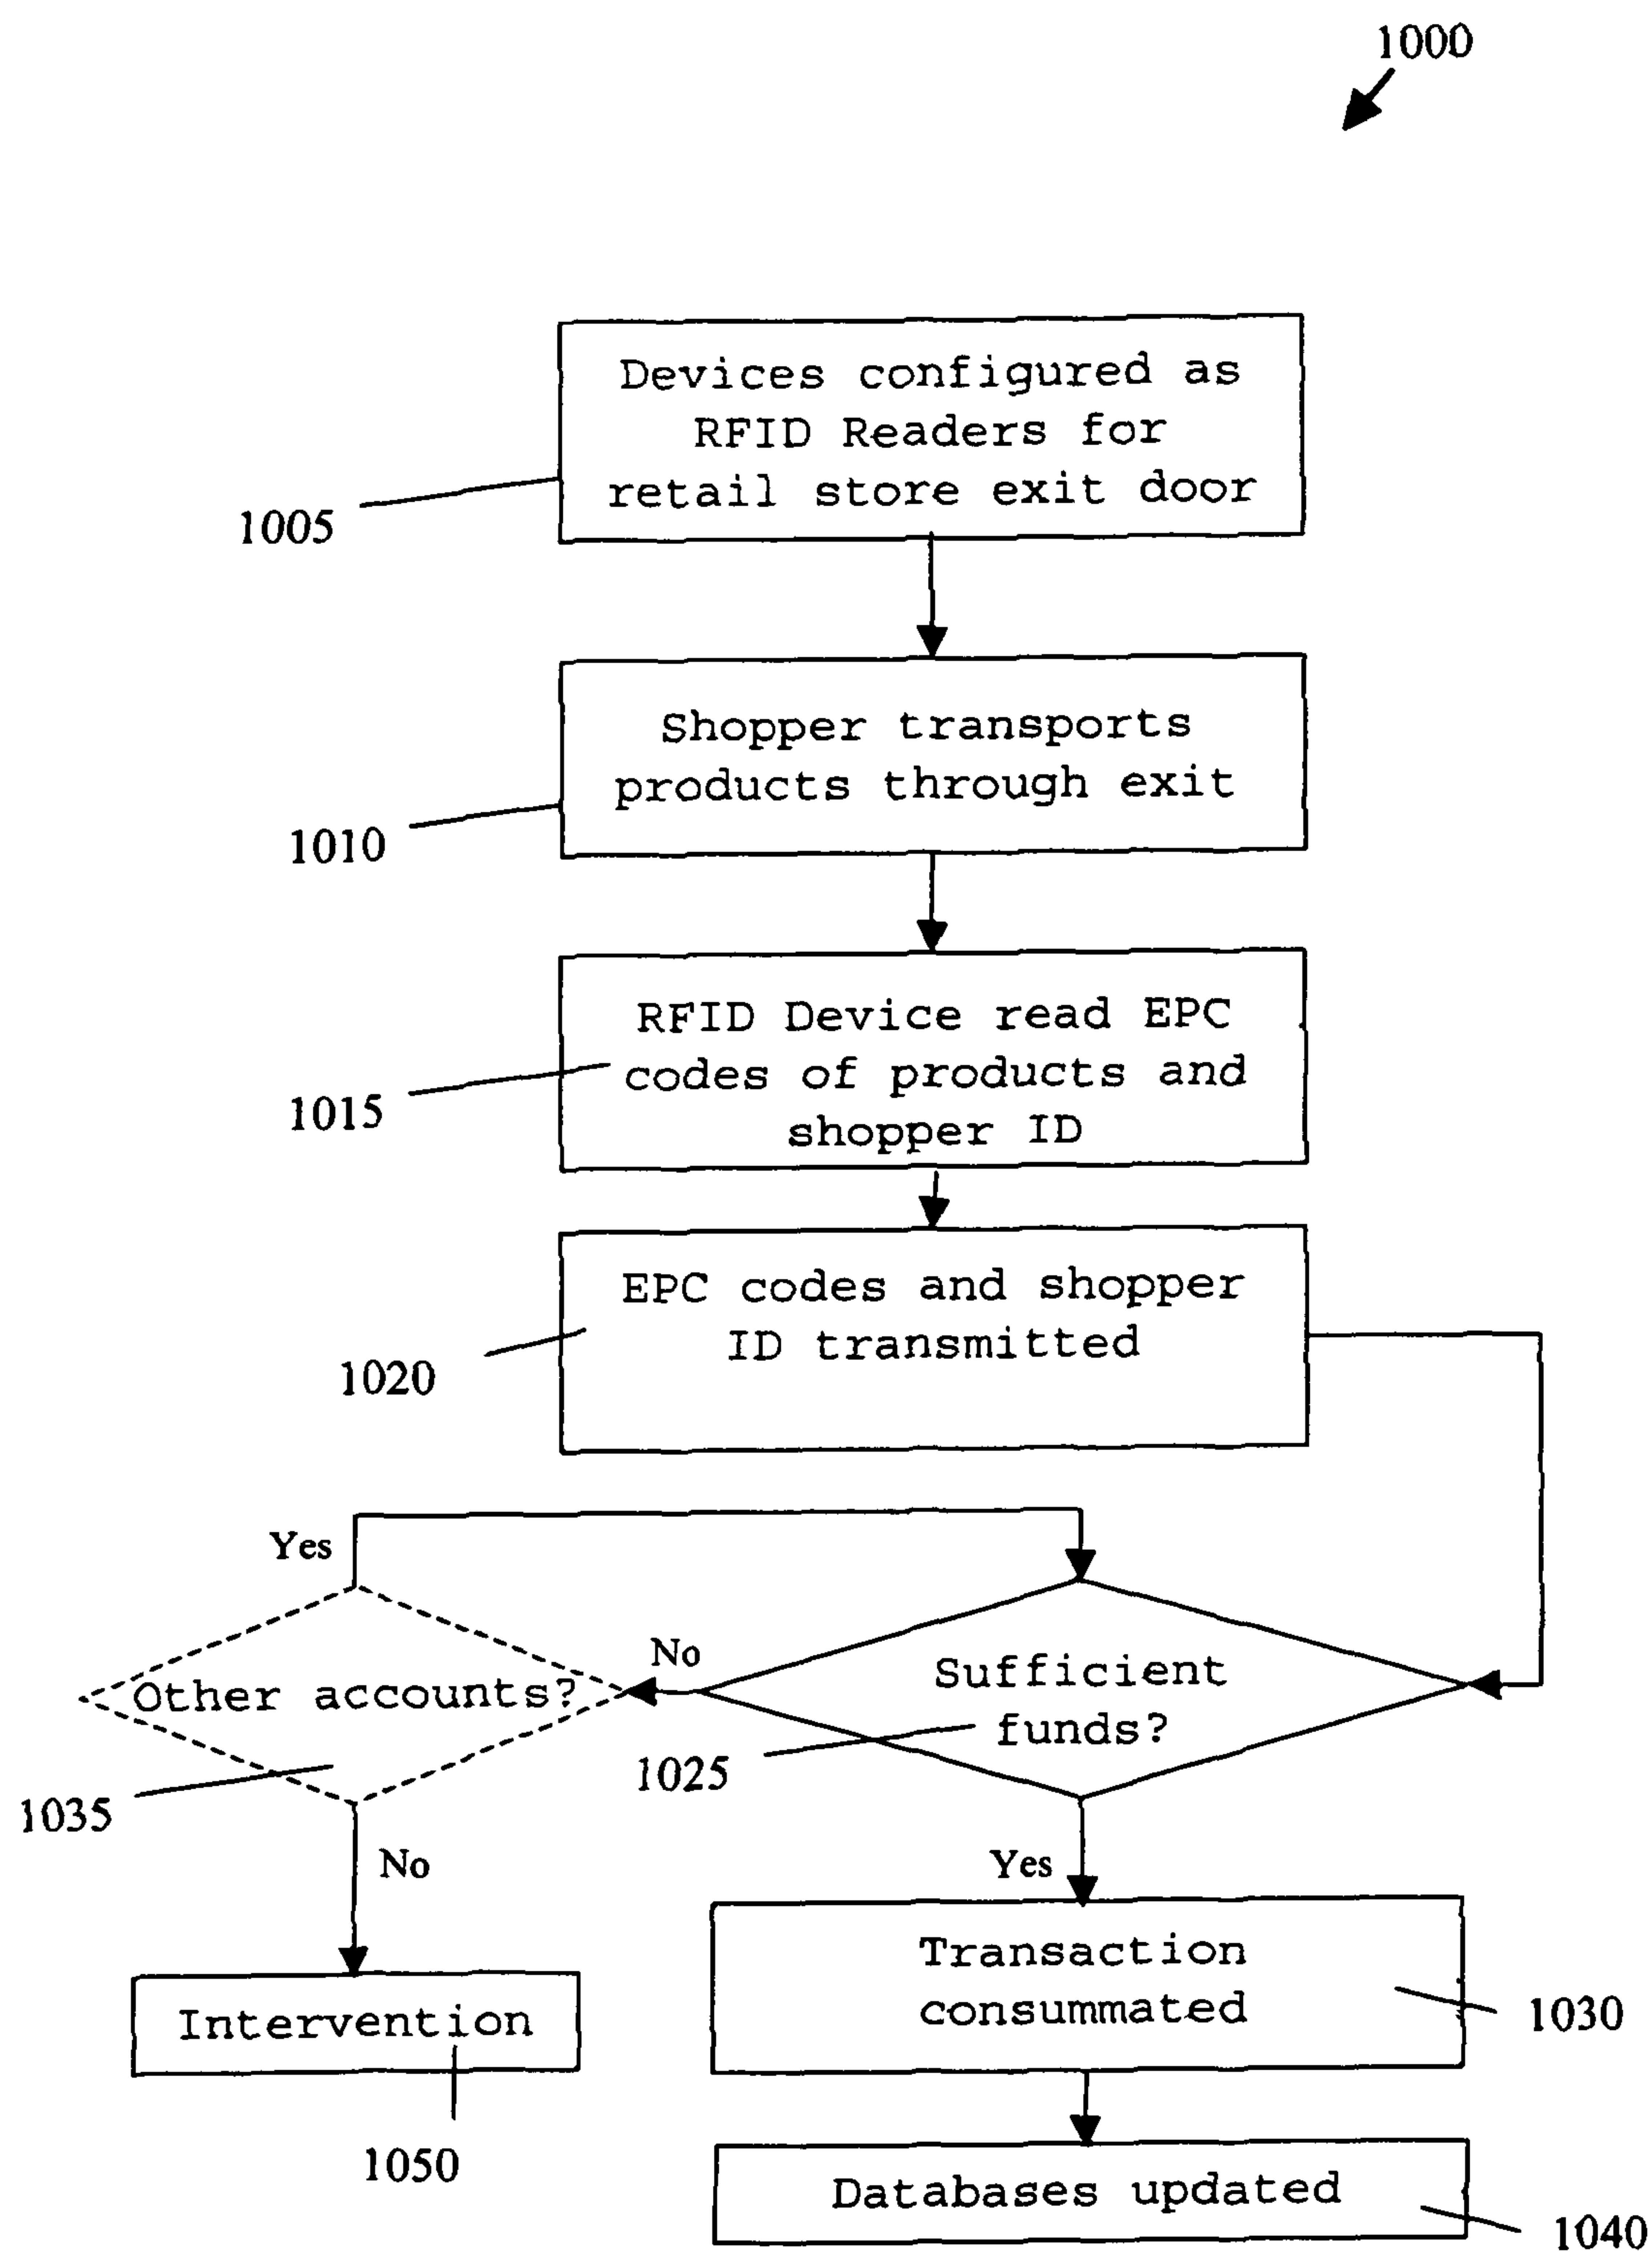 1000
Devices configured as
RFID Readers for
retail store exit door
1005
Shopper transports
products through exit
1010
RFID Device read EPC
codes of products and
shopper ID
1015
EPC codes and shopper
ID transmitted
1020
Yes
No
Other accounts?
Sufficient
funds?
1025
1035
No
Yes
Transaction
consummated
1030
Intervention
1050
Databases updated
1040